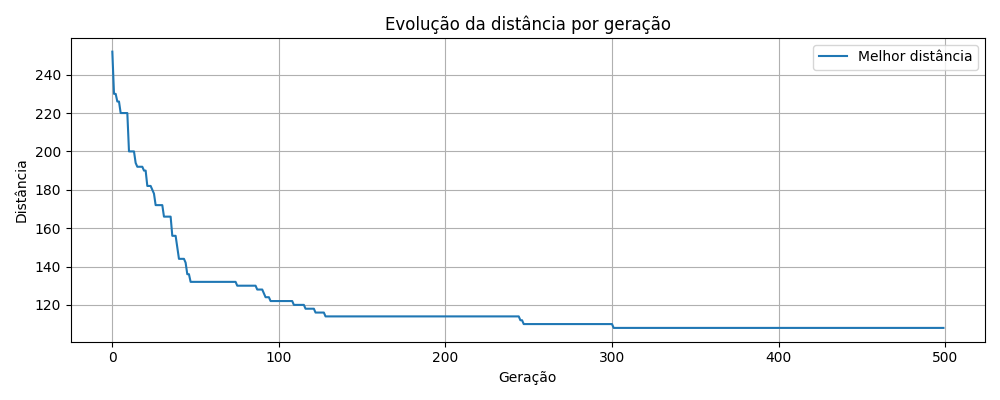 Evolução da distância por geração
Melhor distância
Distância
240
220
200
180
160
140
120
0 100 200 300 400 500
Geração